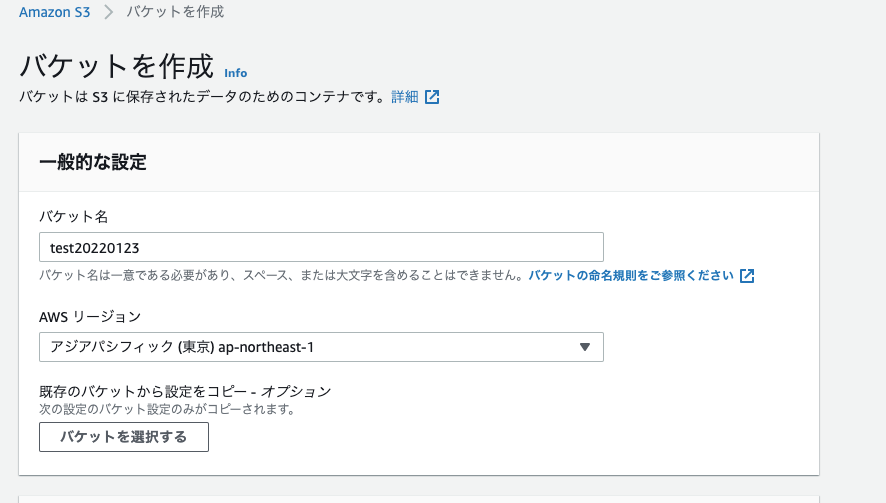 Amazon S3 > バケットを作成
バケットを作成 Info
バケットは S3 に保存されたデータのためのコンテナです。詳細
一般的な設定
バケット名
test20220123
バケット名は一意である必要があり、スペース、または大文字を含めることはできません。バケットの命名規則をご参照ください
AWS リージョン
アジアパシフィック (東京) ap-northeast-1
既存のバケットから設定をコピー - オプション
次の設定のバケット設定のみがコピーされます。
バケットを選択する